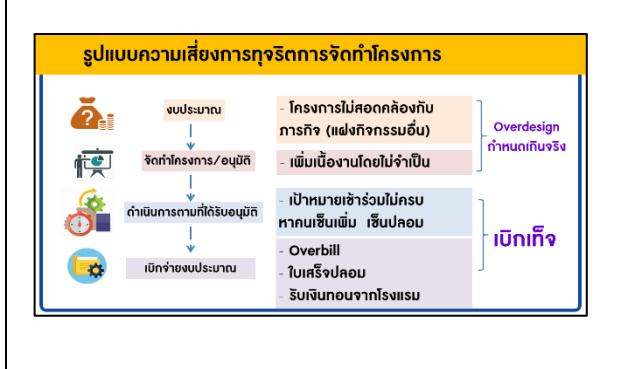 รูปแบบความเสี่ยงการทุจริตการจัดทำโครงการ
งบประมาณ
- โครงการไม่สอดคล้องกับ
ภารกิจ (แฝงกิจกรรมอื่น)
Overdesign
กำหนดเกินจริง
จัดทำโครงการ/อนุมัติ
- เพิ่มเนื้องานโดยไม่จำเป็น
ดำเนินการตามที่ได้รับอนุมัติ
- เป้าหมายเข้าร่วมไม่ครบ
หาคนเซ็นเพิ่ม เซ็นปลอม
เบิกเท็จ
เบิกจ่ายงบประมาณ
- Overbill
- ใบเสร็จปลอม
- รับเงินทอนจากโรงแรม